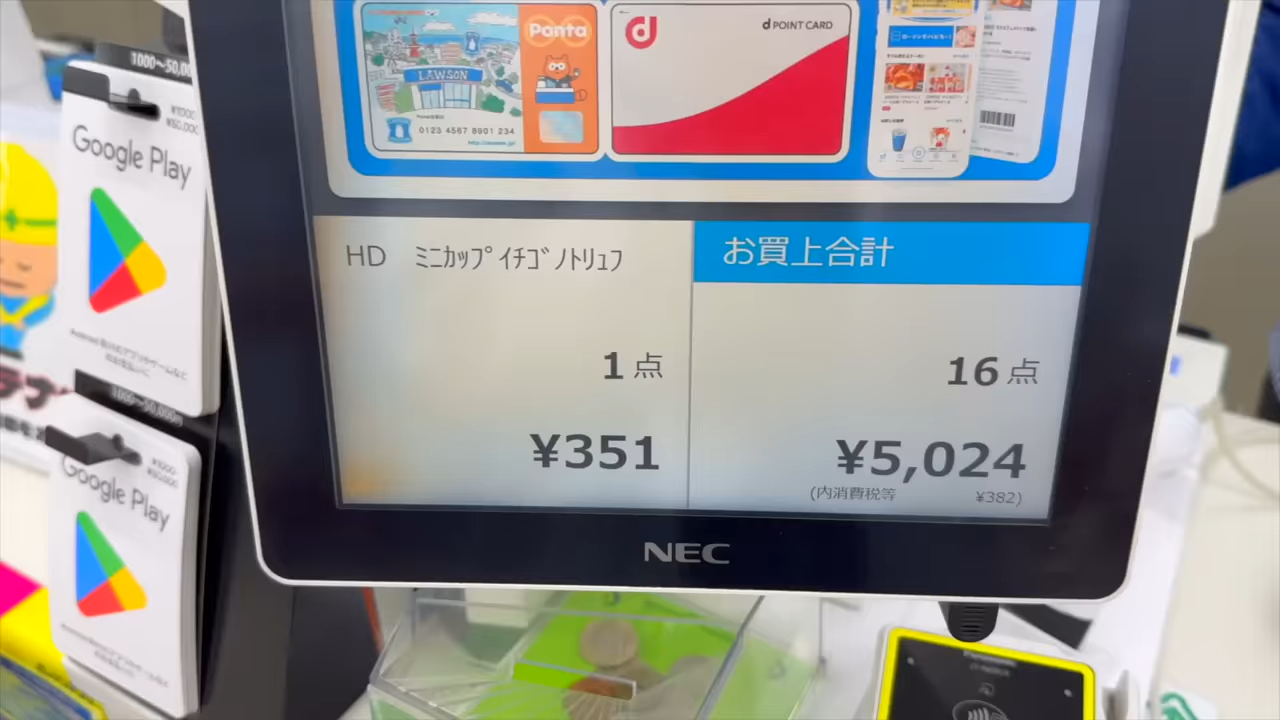 Panta
d POINT CARD
LAWSON
0123 4567 8901 234
1000~50,000
Google Play
HD ﾐﾆｶｯﾌﾟｲﾁｺﾞﾉﾄﾘｭﾌ
1点
¥351
お買上合計
16点
¥5,024
(内消費税等 ¥382)
NEC
Google Play
Panasonic